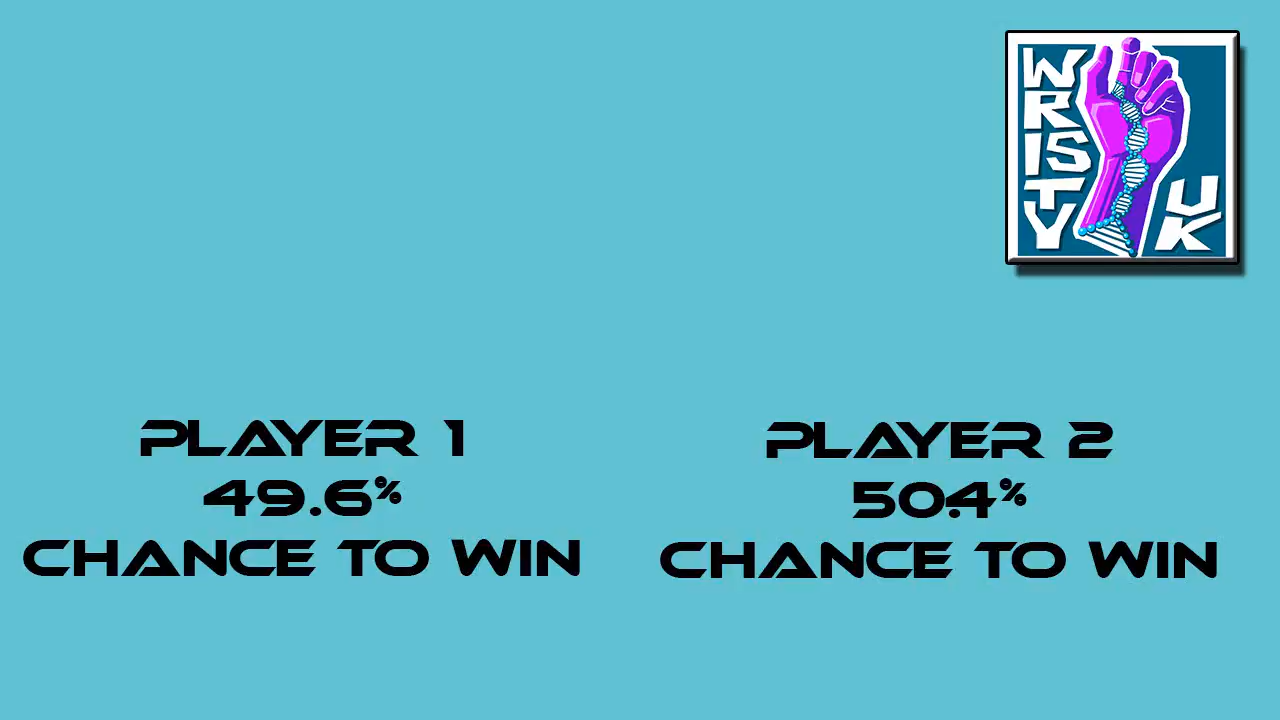 WRISTY
UK
PLAYER 1
49.6%
CHANCE TO WIN
PLAYER 2
50.4%
CHANCE TO WIN